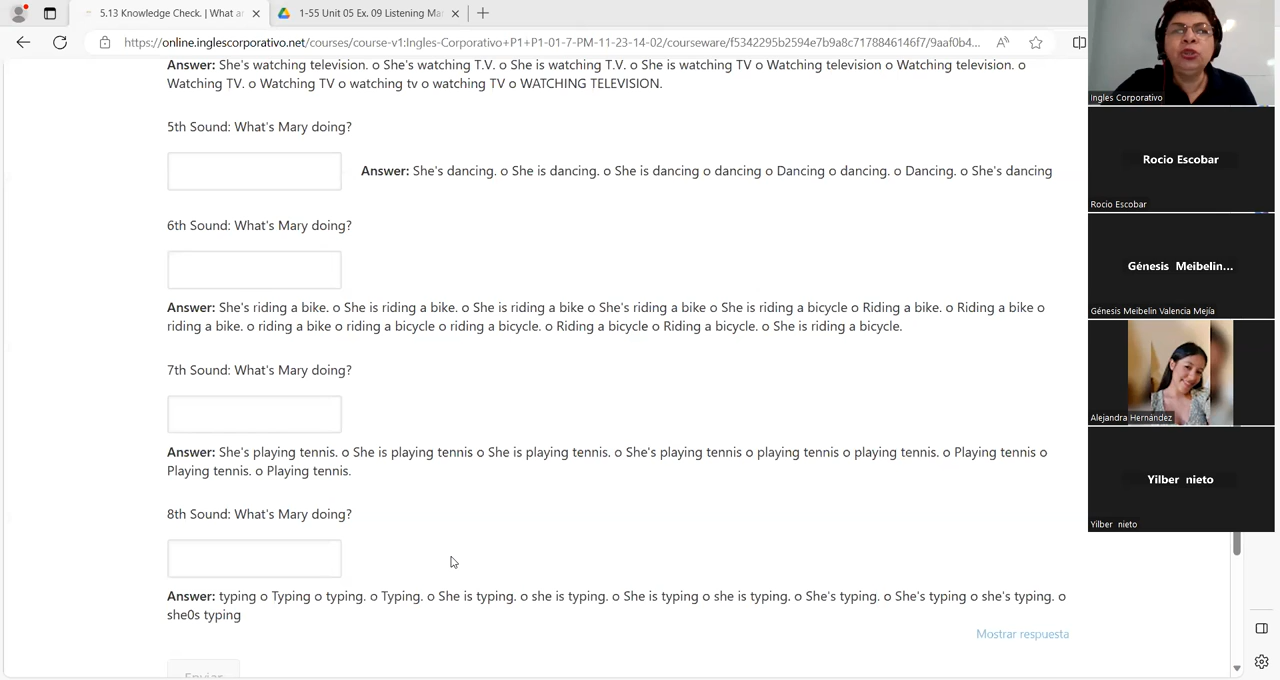 5.13 Knowledge Check. | What a
1-55 Unit 05 Ex. 09 Listening Ma
https://online.inglescorporativo.net/courses/course-v1:Ingles-Corporativo+P1+P1-01-7-PM-11-23-14-02/courseware/f5342295b2594e7b9a8c7178846146f7/9aaf0b4...
Answer: She's watching television. o She's watching T.V. o She is watching T.V. o She is watching TV o Watching television o Watching television. o
Watching TV. o Watching TV o watching tv o watching TV o WATCHING TELEVISION.
5th Sound: What's Mary doing?
Answer: She's dancing. o She is dancing. o She is dancing o dancing o Dancing o dancing. o Dancing. o She's dancing
6th Sound: What's Mary doing?
Answer: She's riding a bike. o She is riding a bike. o She is riding a bike o She's riding a bike o She is riding a bicycle o Riding a bike. o Riding a bike o
riding a bike. o riding a bike o riding a bicycle o riding a bicycle. o Riding a bicycle o Riding a bicycle. o She is riding a bicycle.
7th Sound: What's Mary doing?
Answer: She's playing tennis. o She is playing tennis o She is playing tennis. o She's playing tennis o playing tennis o playing tennis. o Playing tennis o
Playing tennis. o Playing tennis.
8th Sound: What's Mary doing?
Answer: typing o Typing o typing. o Typing. o She is typing. o she is typing. o She is typing o she is typing. o She's typing. o She's typing o she's typing. o
she0s typing
Mostrar respuesta
Enviar
Ingles Corporativo
Rocio Escobar
Rocio Escobar
Génesis Meibelin...
Génesis Meibelin Valencia Mejía
Alejandra Hernández
Yilber nieto
Yilber nieto